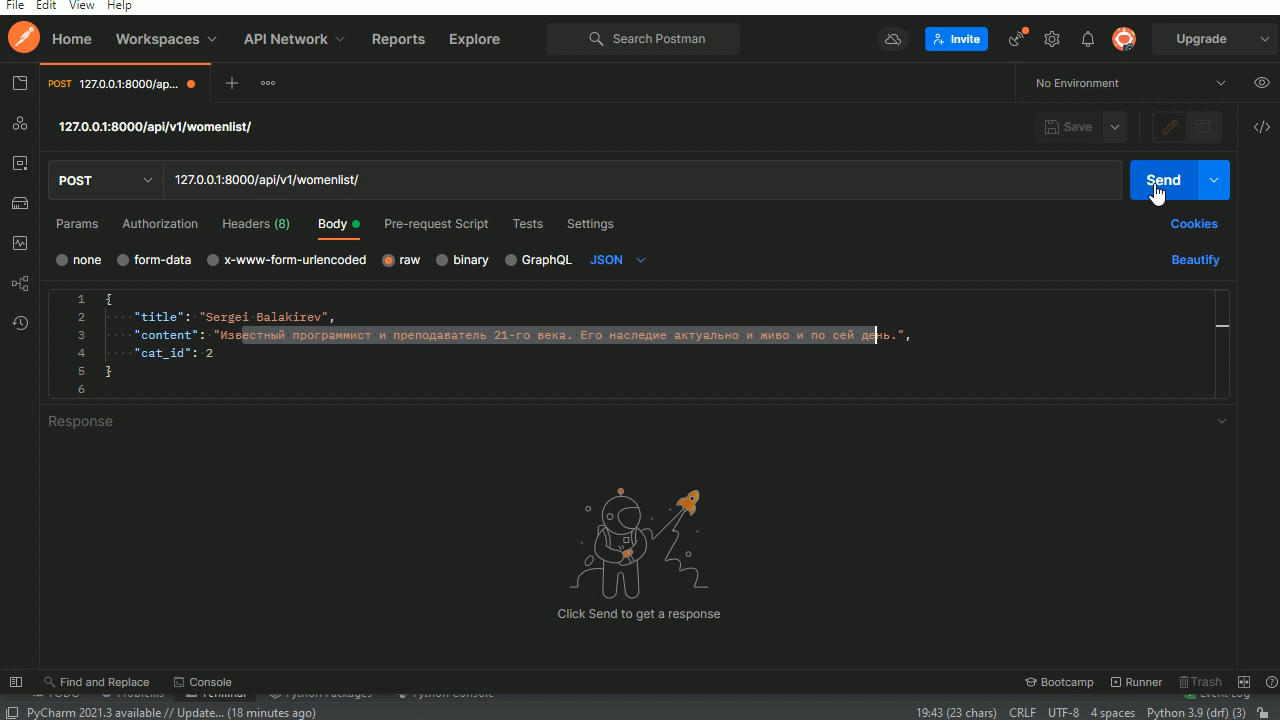 File Edit View Help
Home Workspaces API Network Reports Explore Search Postman Invite Upgrade
POST 127.0.0.1:8000/ap... No Environment
127.0.0.1:8000/api/v1/womenlist/ Save
POST 127.0.0.1:8000/api/v1/womenlist/ Send
Params Authorization Headers (8) Body Pre-request Script Tests Settings Cookies
none form-data x-www-form-urlencoded raw binary GraphQL JSON Beautify
1 {
2 "title": "Sergei Balakirev",
3 "content": "Известный программист и преподаватель 21-го века. Его наследие актуально и живо и по сей день.",
4 "cat_id": 2
5 }
6
Response
Click Send to get a response
Find and Replace Console Bootcamp Runner Trash
PyCharm 2021.3 available // Update... (18 minutes ago) 19:43 (23 chars) CRLF UTF-8 4 spaces Python 3.9 (drf) (3)